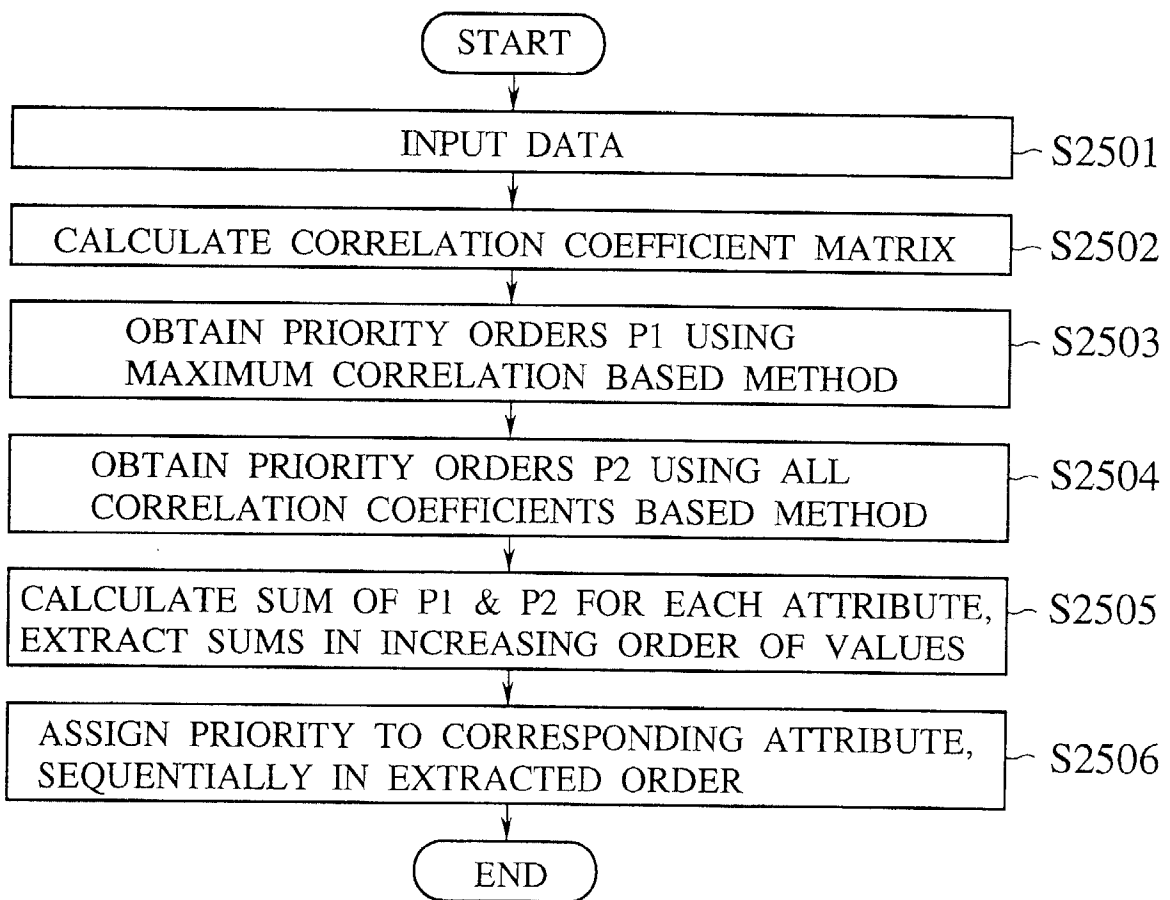 START
INPUT DATA
S2501
CALCULATE CORRELATION COEFFICIENT MATRIX
S2502
OBTAIN PRIORITY ORDERS P1 USING
MAXIMUM CORRELATION BASED METHOD
S2503
OBTAIN PRIORITY ORDERS P2 USING ALL
CORRELATION COEFFICIENTS BASED METHOD
S2504
CALCULATE SUM OF P1 & P2 FOR EACH ATTRIBUTE,
EXTRACT SUMS IN INCREASING ORDER OF VALUES
S2505
ASSIGN PRIORITY TO CORRESPONDING ATTRIBUTE,
SEQUENTIALLY IN EXTRACTED ORDER
S2506
END